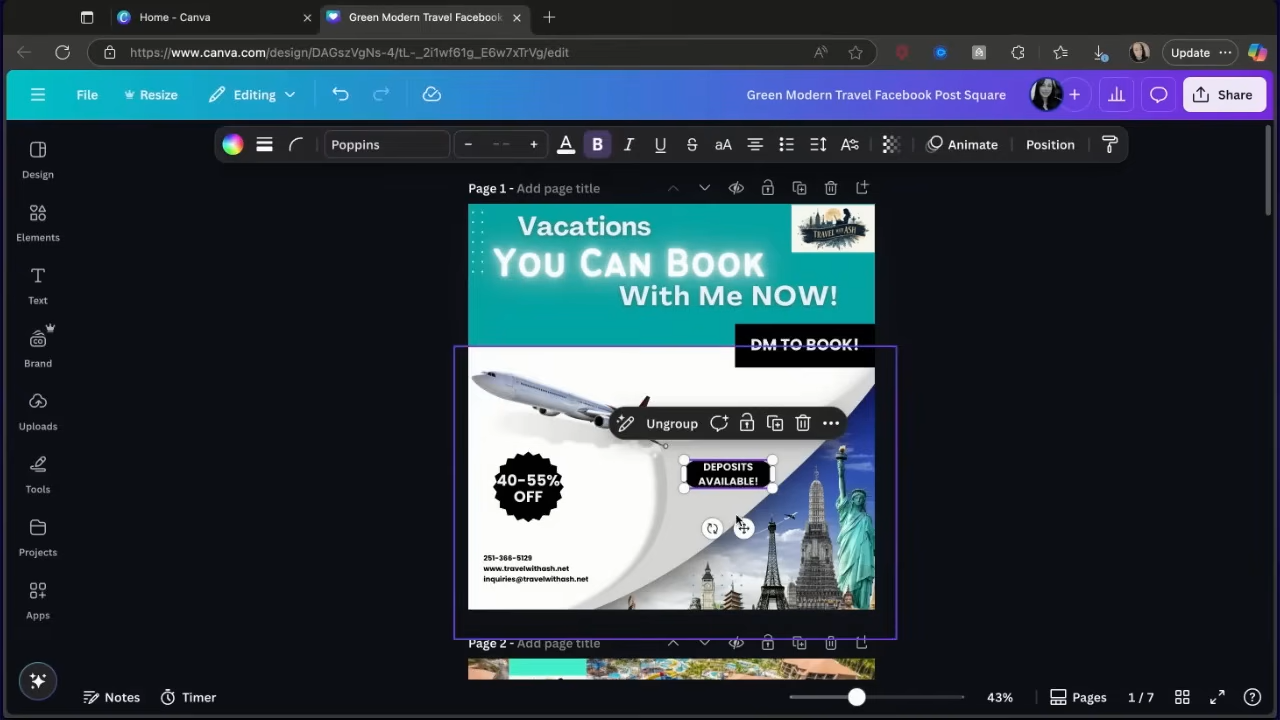 Home - Canva
Green Modern Travel Facebook
https://www.canva.com/design/DAGszVgNs-4/tL-_2i1wf61g_E6w7xTrVg/edit
Update
File
Resize
Editing
Green Modern Travel Facebook Post Square
Share
Poppins
- -- +
A B I U S aA
Animate
Position
Design
Elements
Text
Brand
Uploads
Tools
Projects
Apps
Page 1 - Add page title
Vacations
TRAVEL WITH ASH
YOU CAN BOOK
With Me NOW!
DM TO BOOK!
Ungroup
40-55%
OFF
DEPOSITS
AVAILABLE!
251-366-5129
www.travelwithash.net
inquiries@travelwithash.net
Page 2 - Add page title
Notes
Timer
43%
Pages
1 / 7